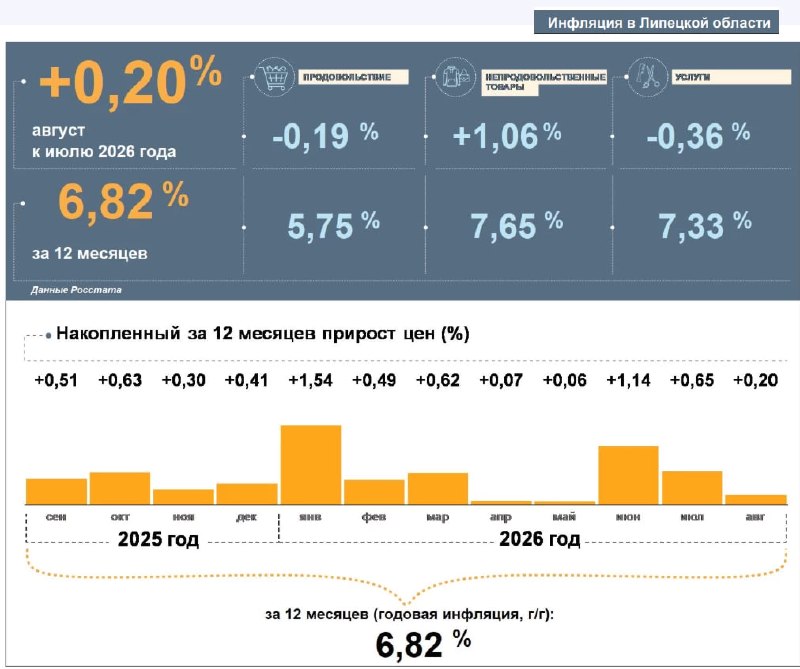 Инфляция в Липецкой области
+0,20%
август
к июлю 2026 года
ПРОДОВОЛЬСТВИЕ
-0,19 %
НЕПРОДОВОЛЬСТВЕННЫЕ
ТОВАРЫ
+1,06 %
УСЛУГИ
-0,36 %
6,82 %
за 12 месяцев
5,75 %
7,65 %
7,33 %
Данные Росстата
Накопленный за 12 месяцев прирост цен (%)
+0,51 +0,63 +0,30 +0,41 +1,54 +0,49 +0,62 +0,07 +0,06 +1,14 +0,65 +0,20
сен окт ноя дек янв фев мар апр май июн июл авг
2025 год 2026 год
за 12 месяцев (годовая инфляция, г/г):
6,82 %